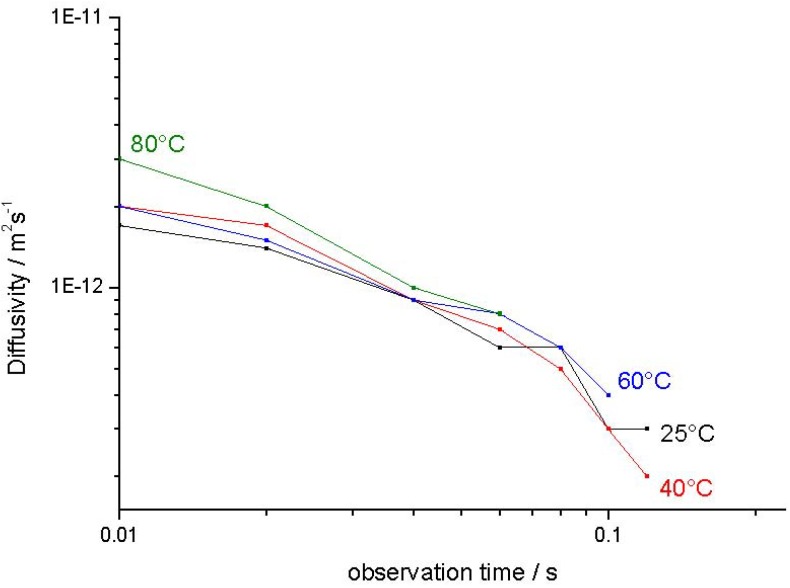 1E-11
80°C
Diffusivity / m²s⁻¹
1E-12
60°C
25°C
40°C
0.01
0.1
observation time / s